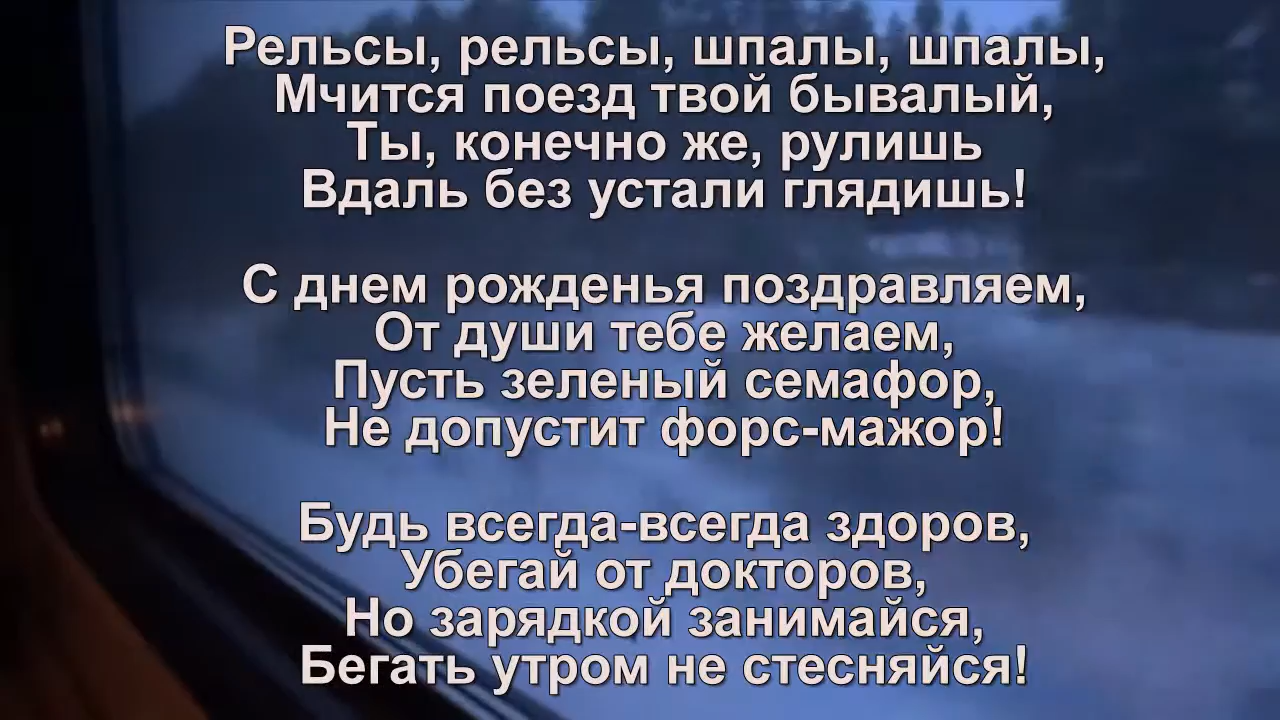 Рельсы, рельсы, шпалы, шпалы,
Мчится поезд твой бывалый,
Ты, конечно же, рулишь
Вдаль без устали глядишь!
С днем рожденья поздравляем,
От души тебе желаем,
Пусть зеленый семафор,
Не допустит форс-мажор!
Будь всегда-всегда здоров,
Убегай от докторов,
Но зарядкой занимайся,
Бегать утром не стесняйся!